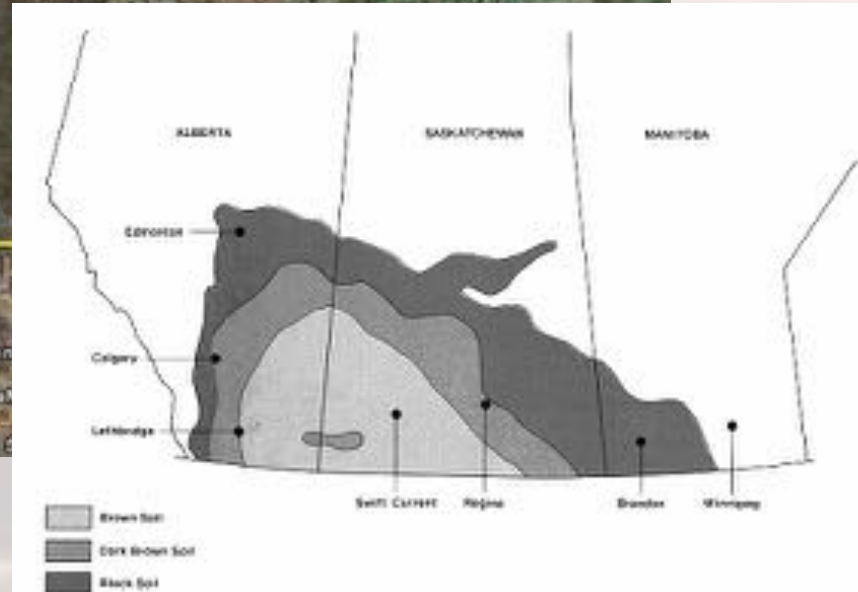 ALBERTA
SASKATCHEWAN
MANITOBA
Edmonton
Calgary
Lethbridge
Swift Current
Regina
Brandon
Winnipeg
Brown Soil
Dark Brown Soil
Black Soil